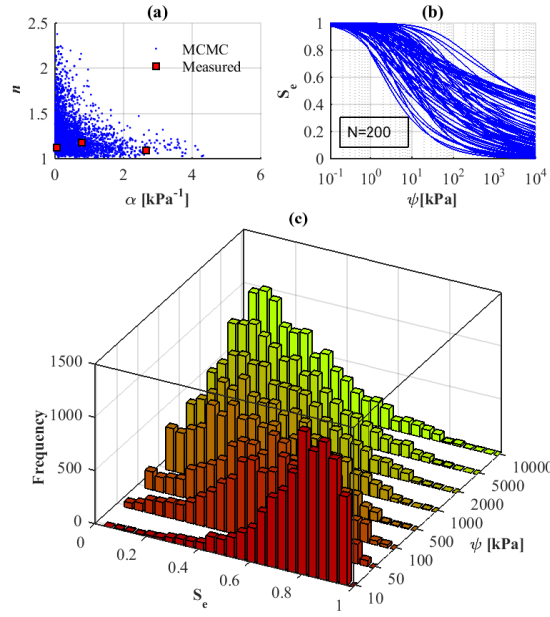 (a)
2.5
2
1.5
1
n
MCMC
Measured
0
2
4
6
α [kPa⁻¹]
(b)
1
0.8
0.6
0.4
0.2
0
S_e
N=200
10⁻¹
10⁰
10¹
10²
10³
10⁴
ψ[kPa]
(c)
1500
1000
500
0
Frequency
0
0.2
0.4
0.6
0.8
1
S_e
10
50
100
500
1000
2000
5000
10000
ψ [kPa]